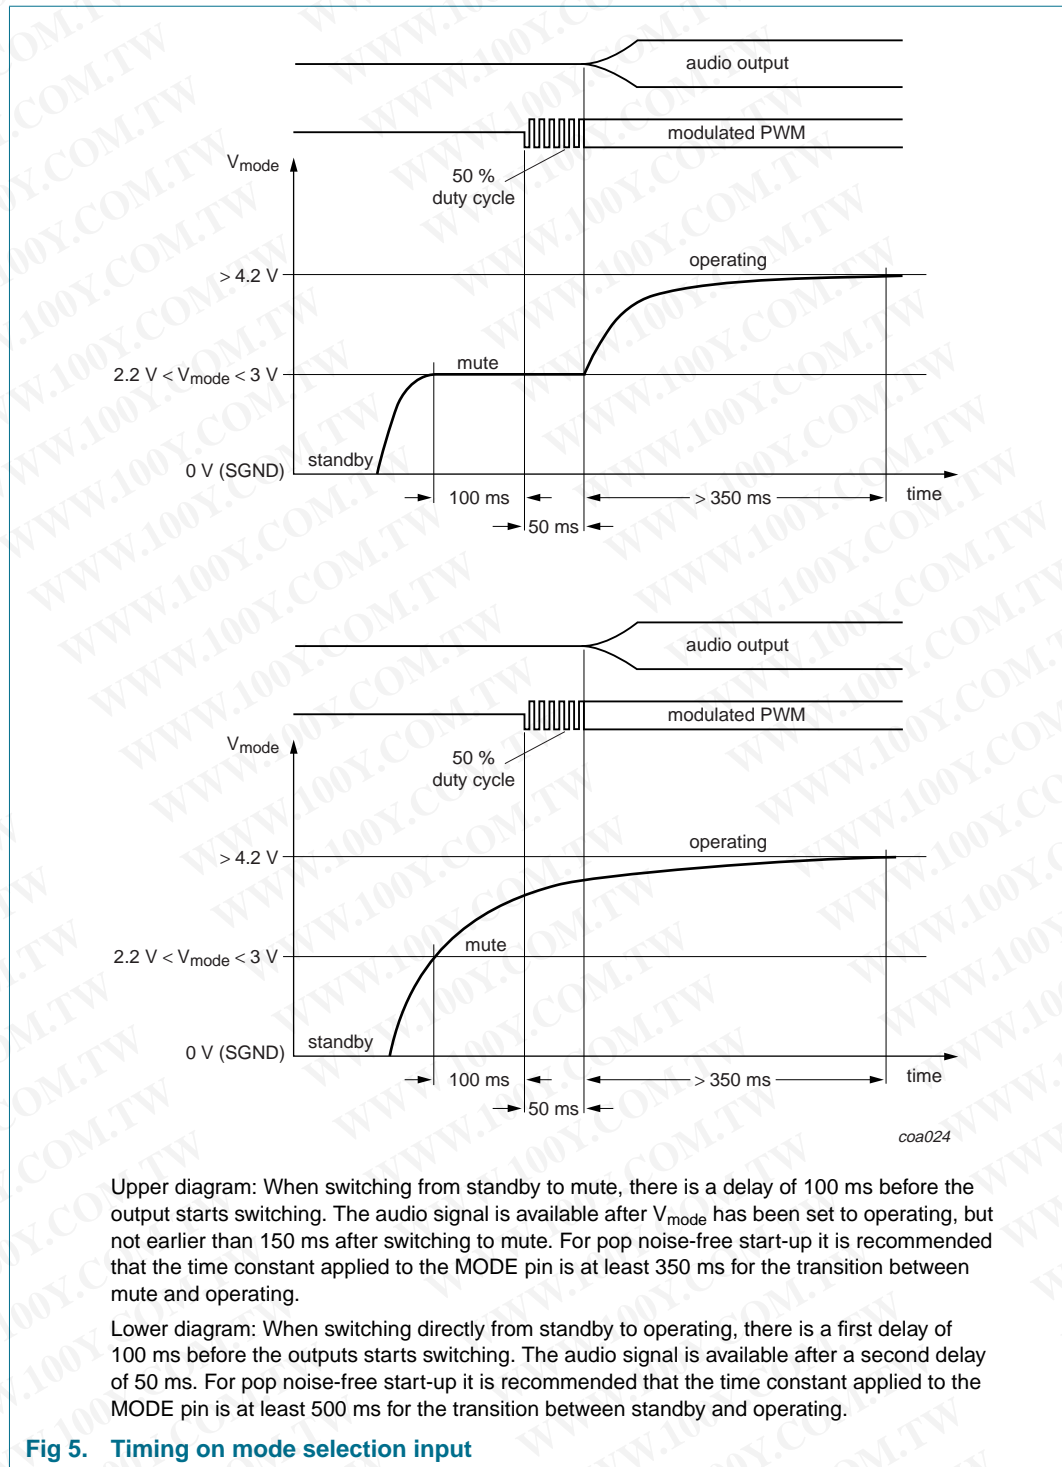 audio output
modulated PWM
Vmode
50 %
duty cycle
> 4.2 V
operating
2.2 V < Vmode < 3 V
mute
0 V (SGND)
standby
100 ms
> 350 ms
time
50 ms
audio output
modulated PWM
Vmode
50 %
duty cycle
> 4.2 V
operating
2.2 V < Vmode < 3 V
mute
0 V (SGND)
standby
100 ms
> 350 ms
time
50 ms
coa024
Upper diagram: When switching from standby to mute, there is a delay of 100 ms before the
output starts switching. The audio signal is available after Vmode has been set to operating, but
not earlier than 150 ms after switching to mute. For pop noise-free start-up it is recommended
that the time constant applied to the MODE pin is at least 350 ms for the transition between
mute and operating.
Lower diagram: When switching directly from standby to operating, there is a first delay of
100 ms before the outputs starts switching. The audio signal is available after a second delay
of 50 ms. For pop noise-free start-up it is recommended that the time constant applied to the
MODE pin is at least 500 ms for the transition between standby and operating.
Fig 5. Timing on mode selection input
WWW.100Y.COM.TW